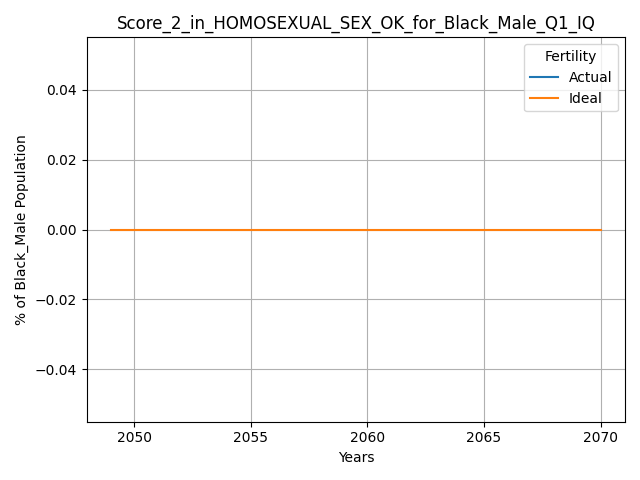 Score_2_in_HOMOSEXUAL_SEX_OK_for_Black_Male_Q1_IQ
Fertility
Actual
Ideal
0.04
0.02
0.00
−0.02
−0.04
% of Black_Male Population
2050 2055 2060 2065 2070
Years